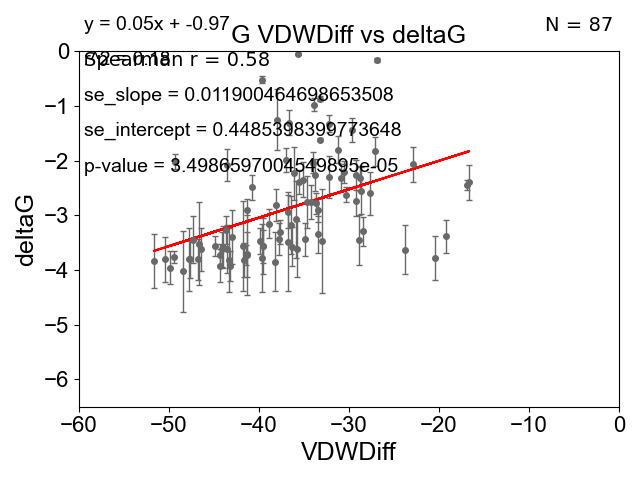 y = 0.05x + -0.97
N = 87
G VDWDiff vs deltaG
Spearman r = 0.58
se_slope = 0.011900464698653508
se_intercept = 0.4485398399773648
p-value = 3.4986597004549895e-05
deltaG
0
−1
−2
−3
−4
−5
−6
−60
−50
−40
−30
−20
−10
0
VDWDiff